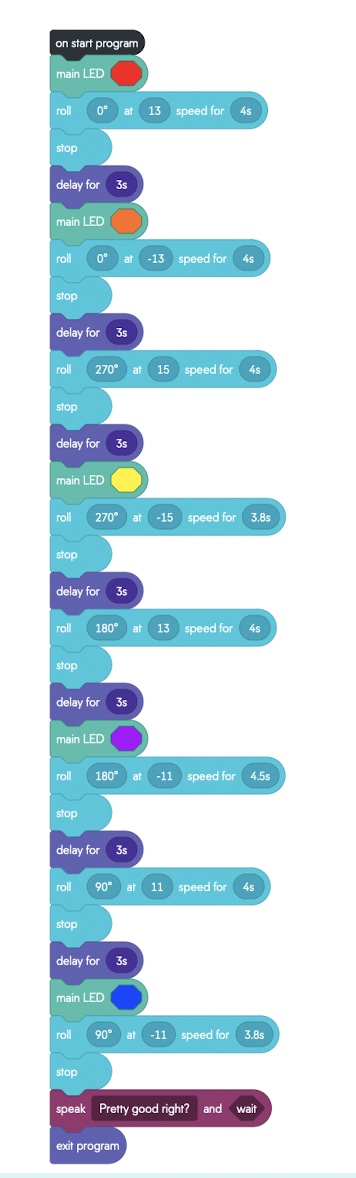 on start program
main LED
roll 0° at 13 speed for 4s
stop
delay for 3s
main LED
roll 0° at -13 speed for 4s
stop
delay for 3s
roll 270° at 15 speed for 4s
stop
delay for 3s
main LED
roll 270° at -15 speed for 3.8s
stop
delay for 3s
roll 180° at 13 speed for 4s
stop
delay for 3s
main LED
roll 180° at -11 speed for 4.5s
stop
delay for 3s
roll 90° at 11 speed for 4s
stop
delay for 3s
main LED
roll 90° at -11 speed for 3.8s
stop
speak Pretty good right? and wait
exit program